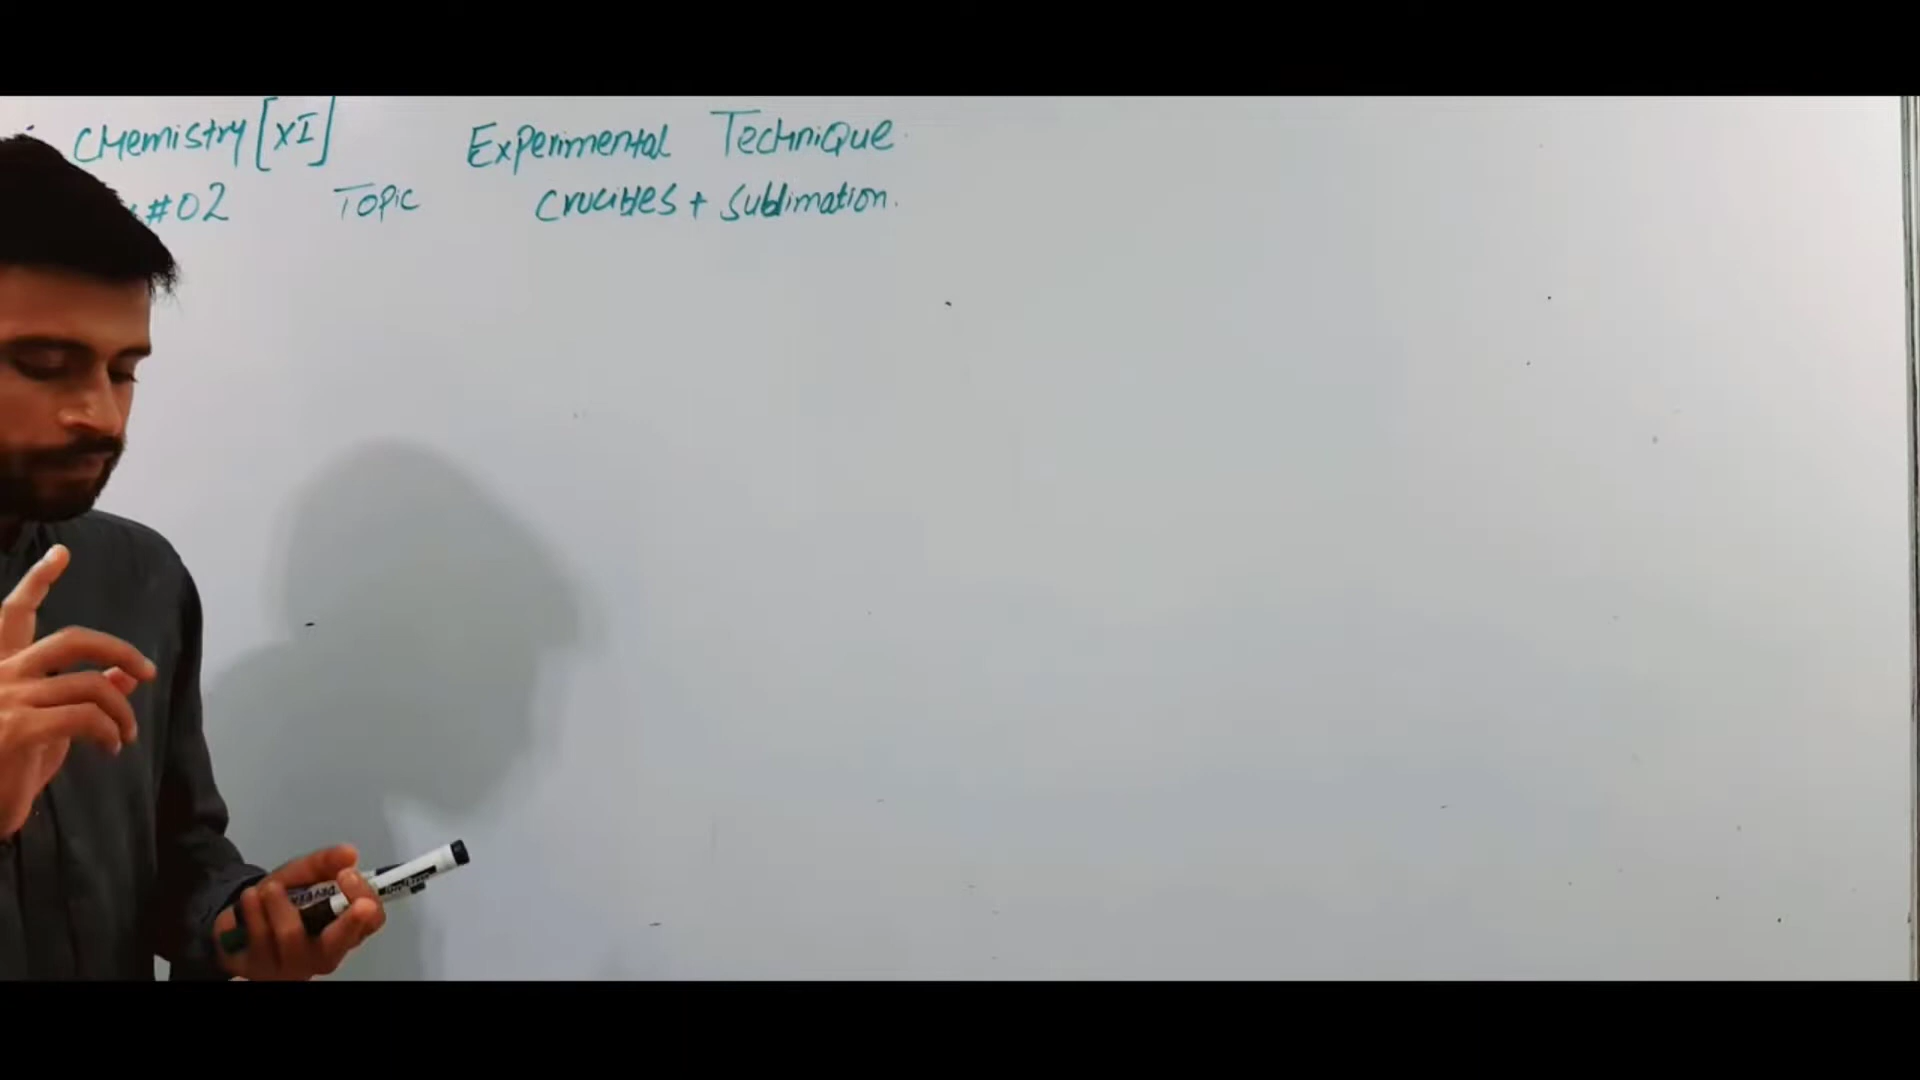 Chemistry [XI] Experimental Technique
#02 Topic Crucibles + Sublimation.